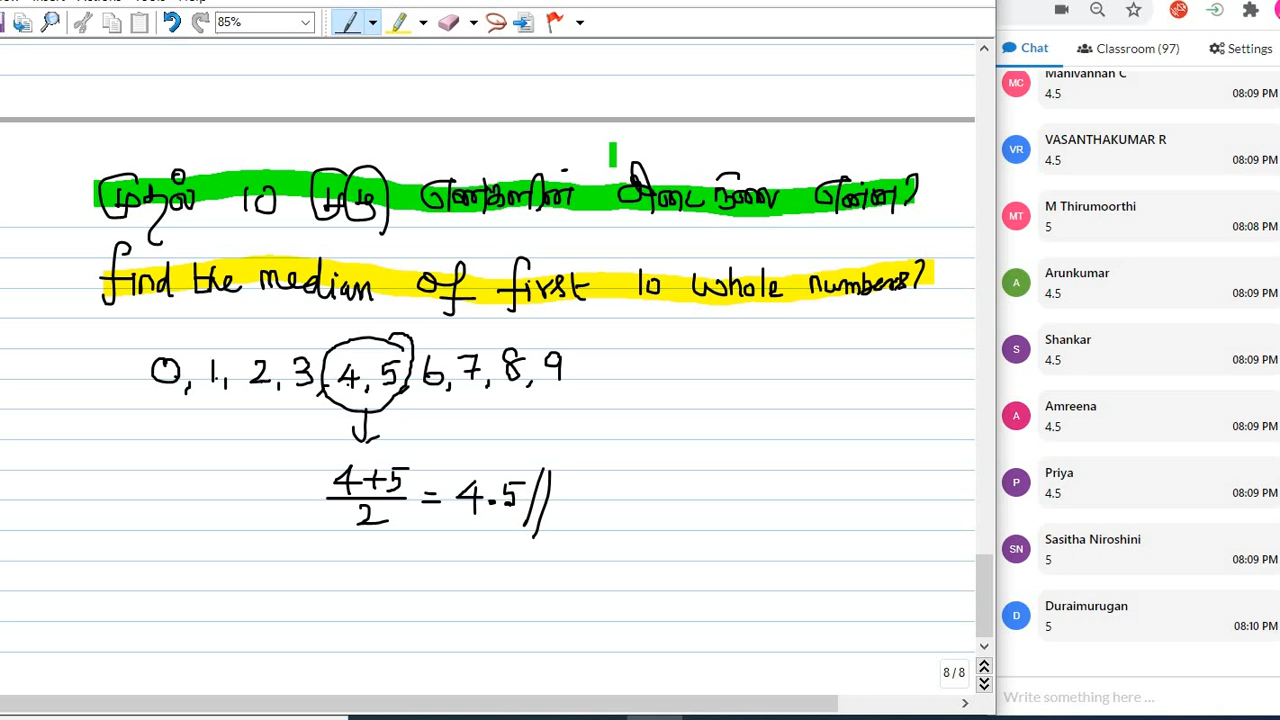 85%
முதல் 10 முழு எண்களின் இடைநிலை என்ன?
find the median of first 10 whole numbers?
0, 1, 2, 3, 4, 5, 6, 7, 8, 9
4+5
2
= 4.5//
8/8
Chat
Classroom (97)
Settings
MC
Manivannan C
4.5
08:09 PM
VR
VASANTHAKUMAR R
4.5
08:09 PM
MT
M Thirumoorthi
5
08:08 PM
A
Arunkumar
4.5
08:09 PM
S
Shankar
4.5
08:09 PM
A
Amreena
4.5
08:09 PM
P
Priya
4.5
08:09 PM
SN
Sasitha Niroshini
5
08:09 PM
D
Duraimurugan
5
08:10 PM
Write something here ...